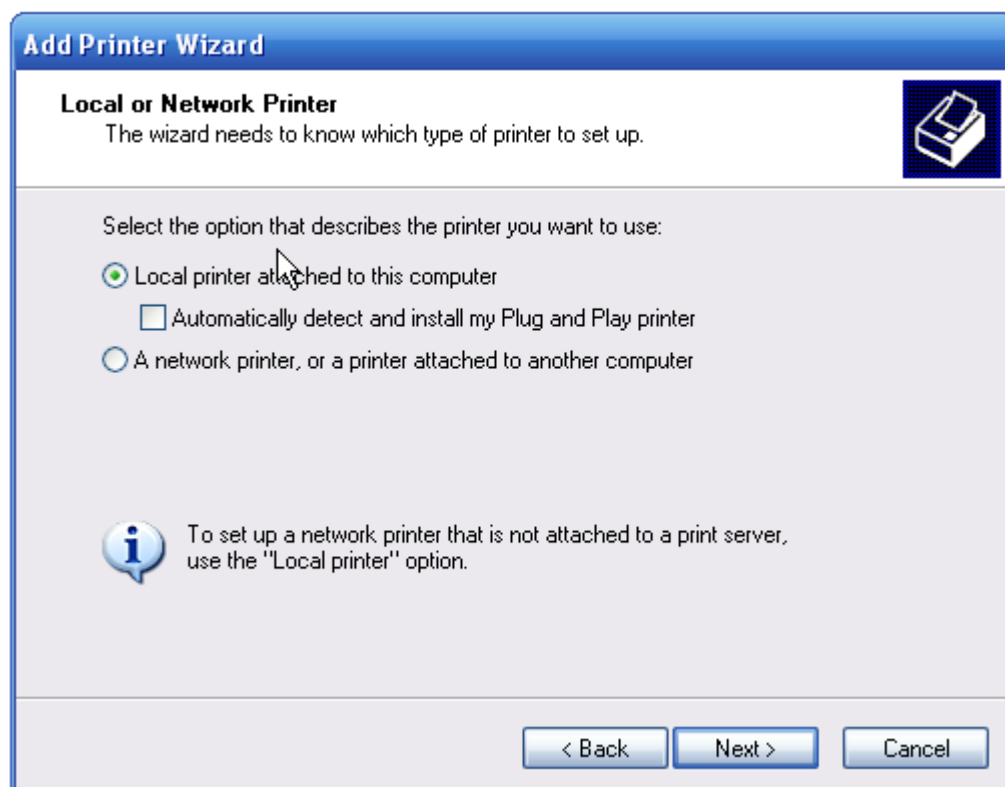 Add Printer Wizard
Local or Network Printer
The wizard needs to know which type of printer to set up.
Select the option that describes the printer you want to use:
Local printer attached to this computer
Automatically detect and install my Plug and Play printer
A network printer, or a printer attached to another computer
To set up a network printer that is not attached to a print server,
use the "Local printer" option.
< Back Next > Cancel